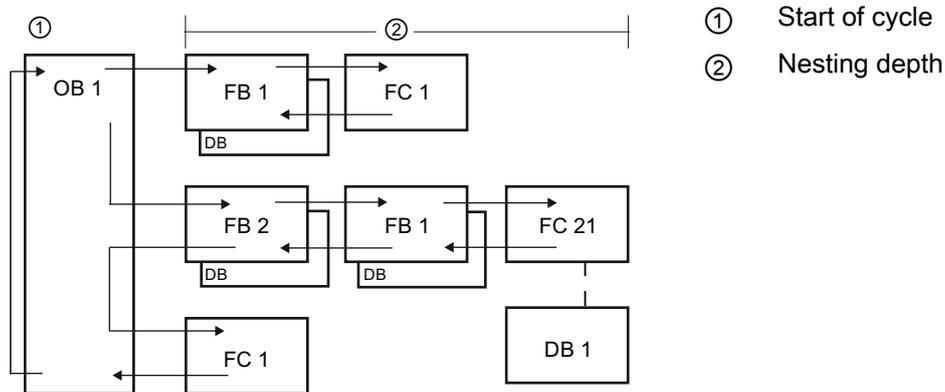 ① ② ① Start of cycle
② Nesting depth
OB 1 FB 1 FC 1
DB
FB 2 FB 1 FC 21
DB DB
FC 1 DB 1